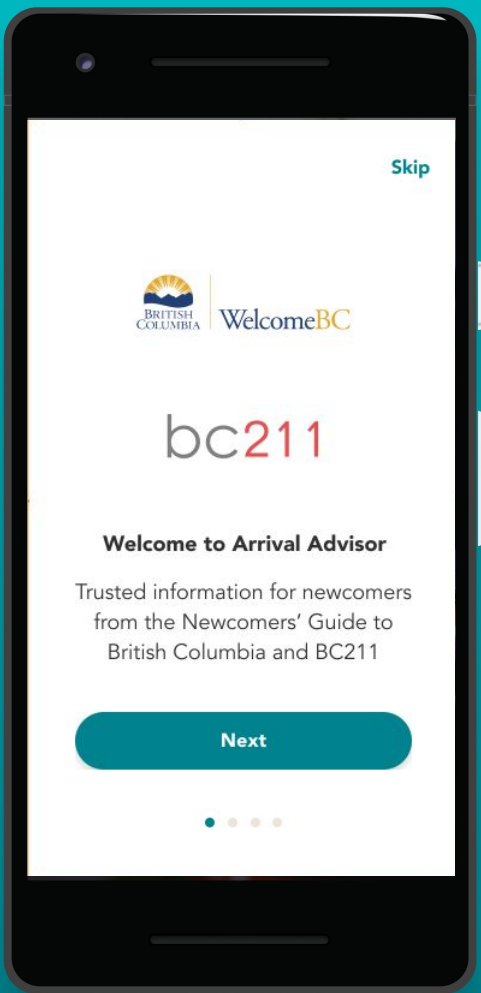 Skip
BRITISH
COLUMBIA
WelcomeBC
bc211
Welcome to Arrival Advisor
Trusted information for newcomers
from the Newcomers’ Guide to
British Columbia and BC211
Next